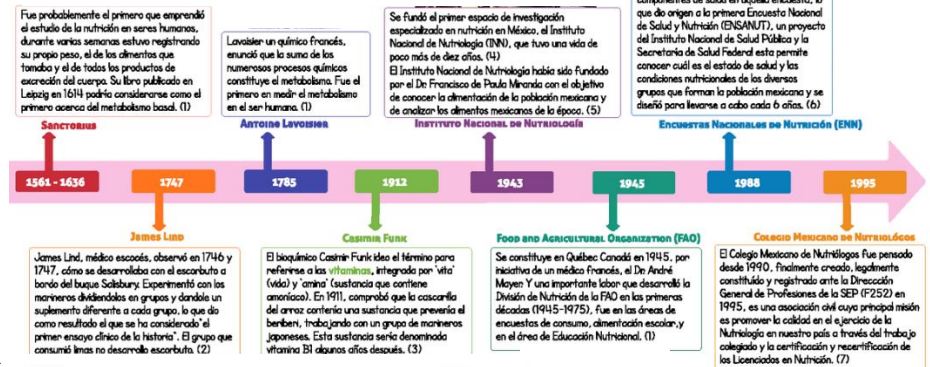 Fue probablemente el primero que emprendió
el estudio de la nutrición en seres humanos,
durante varias semanas estuvo registrando
su propio peso, el de los alimentos que
tomaba y el de todos los productos de
excreción del cuerpo. Su libro publicado en
Leipzig en 1614 podría considerarse como el
primero acerca del metabolismo basal. (1)
Sanctorius
Lavoisier un químico francés,
enunció que la suma de los
numerosos procesos químicos
constituye el metabolismo. Fue el
primero en medir el metabolismo
en el ser humano. (1)
Antoine Lavoisier
Se fundó el primer espacio de investigación
especializado en nutrición en México, el Instituto
Nacional de Nutriología (INN), que tuvo una vida de
poco más de diez años. (4)
El Instituto Nacional de Nutriología había sido fundado
por el Dr. Francisco de Paula Miranda con el objetivo
de conocer la alimentación de la población mexicana y
de analizar los alimentos mexicanos de la época. (5)
Instituto Nacional de Nutriología
componentes de salud en aquella encuesta, lo
que dio origen a la primera Encuesta Nacional
de Salud y Nutrición (ENSANUT), un proyecto
del Instituto Nacional de Salud Pública y la
Secretaría de Salud Federal esta permite
conocer cuál es el estado de salud y las
condiciones nutricionales de los diversos
grupos que forman la población mexicana y se
diseñó para llevarse a cabo cada 6 años. (6)
Encuestas Nacionales de Nutrición (ENN)
1561 - 1636
1747
1785
1912
1943
1945
1988
1995
James Lind
James Lind, médico escocés, observó en 1746 y
1747, cómo se desarrollaba con el escorbuto a
bordo del buque Salisbury. Experimentó con los
marineros dividiendolos en grupos y dandole un
suplemento diferente a cada grupo, lo que dio
como resultado el que se ha considerado"el
primer ensayo clínico de la historia". El grupo que
consumió limas no desarrollo escorbuto. (2)
Casimir Funk
El bioquímico Casimir Funk ideo el término para
referirse a las vitaminas, integrada por 'vita'
(vida) y 'amina' (sustancia que contiene
amoníaco). En 1911, comprobó que la cascarilla
del arroz contenía una sustancia que prevenía el
beriberi, trabajando con un grupo de marineros
japoneses. Esta sustancia sería denominada
vitamina B1 algunos años después. (3)
Food and Agricultural Organization (FAO)
Se constituye en Québec Canadá en 1945, por
iniciativa de un médico francés, el Dr. André
Mayen Y una importante labor que desarrolló la
División de Nutrición de la FAO en las primeras
décadas (1945-1975), fue en las áreas de
encuestas de consumo, alimentación escolar,y
en el área de Educación Nutricional. (1)
Colegio Mexicano de Nutriológos
El Colegio Mexicano de Nutriólogos fue pensado
desde 1990, finalmente creado, legalmente
constituído y registrado ante la Direccción
General de Profesiones de la SEP (F252) en
1995, es una asociación civil cuya principal misión
es promover la calidad en el ejercicio de la
Nutriología en nuestro país a través del trabajo
colegiado y la certificación y recertificación de
los Licenciados en Nutrición. (7)